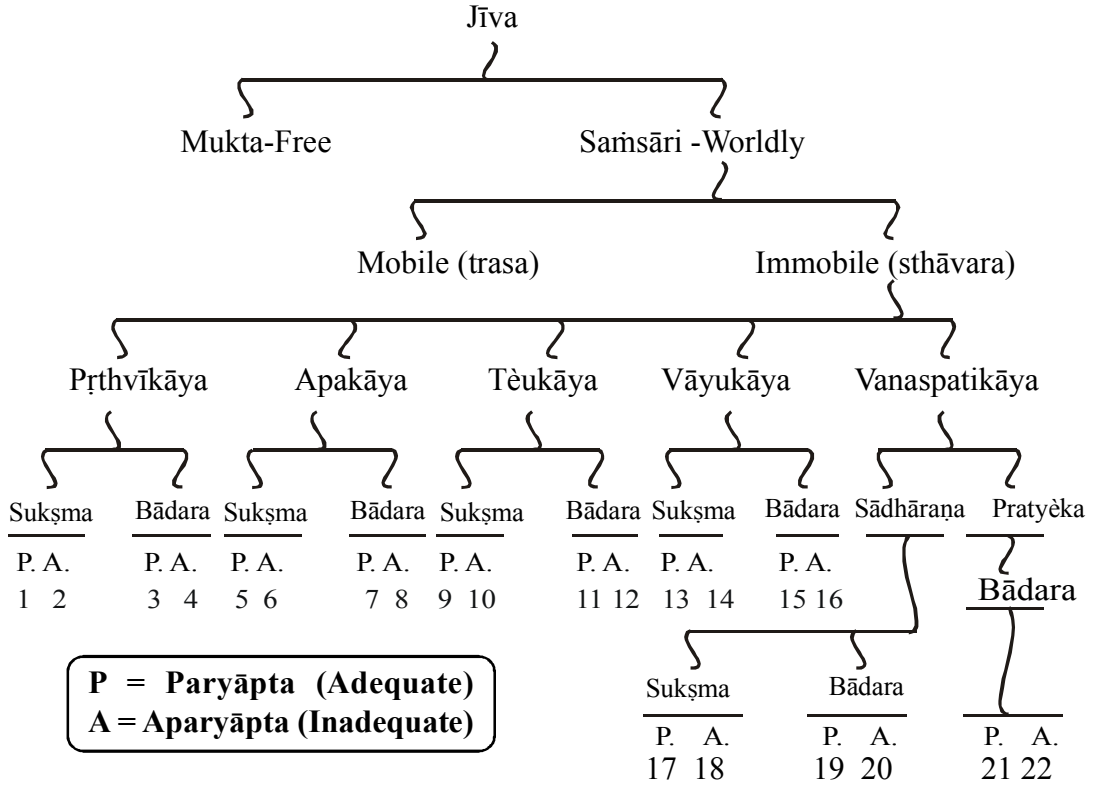 Jīva
Mukta-Free Saṁsāri -Worldly
Mobile (trasa) Immobile (sthāvara)
Pṛthvīkāya Apakāya Tèukāya Vāyukāya Vanaspatikāya
Sukṣma Bādara Sukṣma Bādara Sukṣma Bādara Sukṣma Bādara Sādhāraṇa Pratyèka
P. A. P. A. P. A. P. A. P. A. P. A. P. A. P. A.
1 2 3 4 5 6 7 8 9 10 11 12 13 14 15 16
Bādara
Sukṣma Bādara
P. A. P. A. P. A.
17 18 19 20 21 22
P = Paryāpta (Adequate)
A = Aparyāpta (Inadequate)